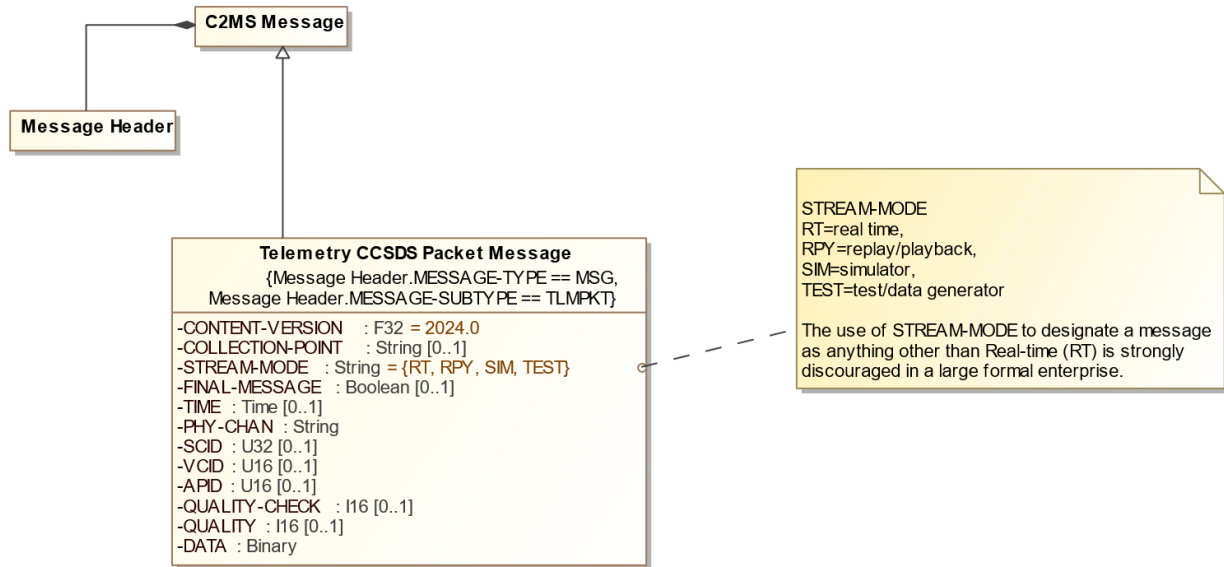 C2MS Message
Message Header
Telemetry CCSDS Packet Message
{Message Header.MESSAGE-TYPE == MSG,
Message Header.MESSAGE-SUBTYPE == TLMPKT}
-CONTENT-VERSION : F32 = 2024.0
-COLLECTION-POINT : String [0..1]
-STREAM-MODE : String = {RT, RPY, SIM, TEST}
-FINAL-MESSAGE : Boolean [0..1]
-TIME : Time [0..1]
-PHY-CHAN : String
-SCID : U32 [0..1]
-VCID : U16 [0..1]
-APID : U16 [0..1]
-QUALITY-CHECK : I16 [0..1]
-QUALITY : I16 [0..1]
-DATA : Binary
STREAM-MODE
RT=real time,
RPY=replay/playback,
SIM=simulator,
TEST=test/data generator
The use of STREAM-MODE to designate a message
as anything other than Real-time (RT) is strongly
discouraged in a large formal enterprise.